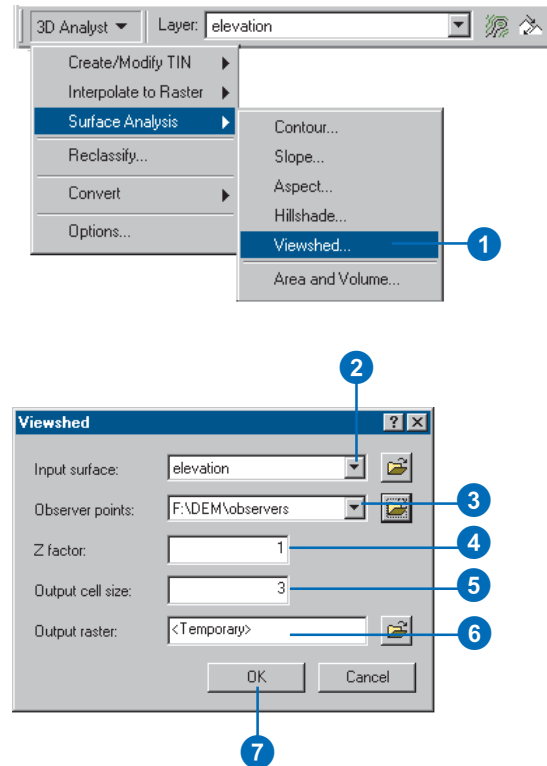 3D Analyst Layer: elevation
Create/Modify TIN
Interpolate to Raster
Surface Analysis
Reclassify...
Convert
Options...
Contour...
Slope...
Aspect...
Hillshade...
Viewshed...
1
Area and Volume...
2
Viewshed ? X
Input surface: elevation
Observer points: F:\DEM\observers
3
Z factor: 1
4
Output cell size: 3
5
Output raster: <Temporary>
6
OK Cancel
7